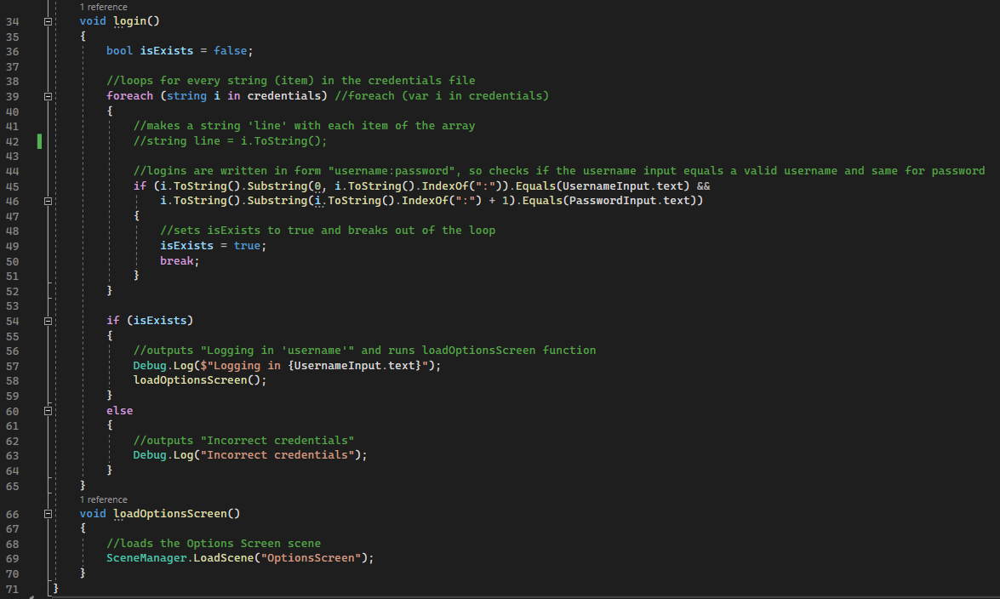 1 reference
34 void login()
35 {
36 bool isExists = false;
37
38 //loops for every string (item) in the credentials file
39 foreach (string i in credentials) //foreach (var i in credentials)
40 {
41 //makes a string 'line' with each item of the array
42 //string line = i.ToString();
43
44 //logins are written in form "username:password", so checks if the username input equals a valid username and same for password
45 if (i.ToString().Substring(0, i.ToString().IndexOf(":")).Equals(UsernameInput.text) &&
46 i.ToString().Substring(i.ToString().IndexOf(":") + 1).Equals(PasswordInput.text))
47 {
48 //sets isExists to true and breaks out of the loop
49 isExists = true;
50 break;
51 }
52 }
53
54 if (isExists)
55 {
56 //outputs "Logging in 'username'" and runs loadOptionsScreen function
57 Debug.Log($"Logging in {UsernameInput.text}");
58 loadOptionsScreen();
59 }
60 else
61 {
62 //outputs "Incorrect credentials"
63 Debug.Log("Incorrect credentials");
64 }
65 }
1 reference
66 void loadOptionsScreen()
67 {
68 //loads the Options Screen scene
69 SceneManager.LoadScene("OptionsScreen");
70 }
71 }